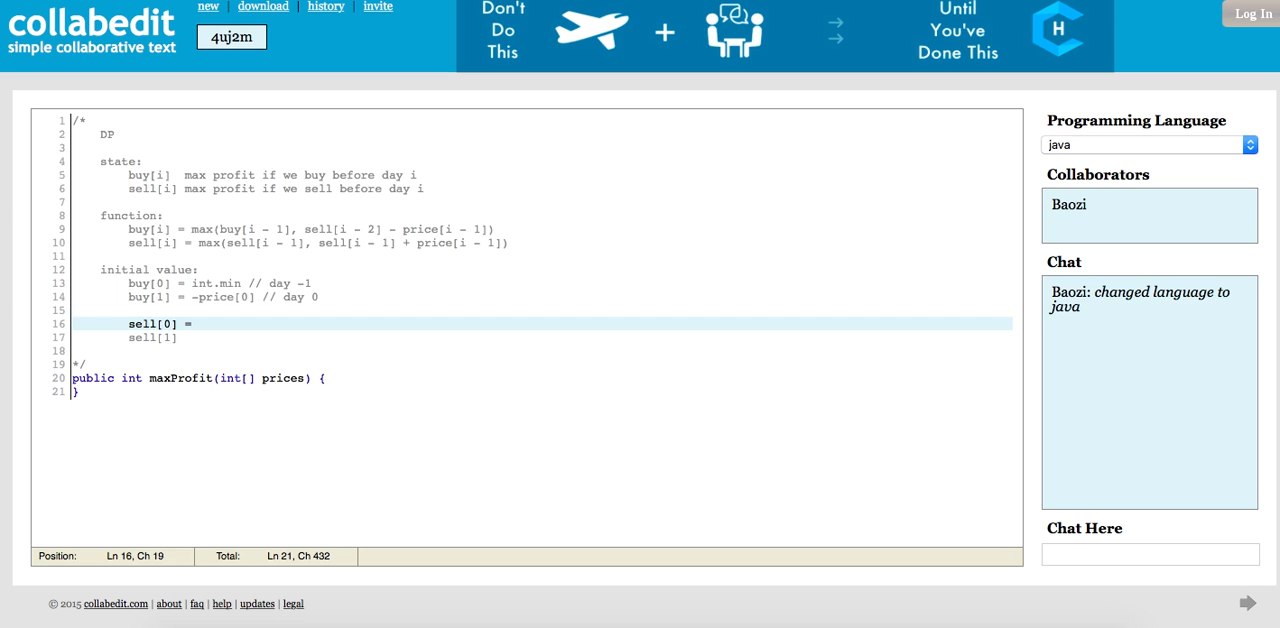 collabedit
simple collaborative text
new | download | history | invite
4uj2m
Don't
Do
This
+
Until
You've
Done This
H
Log In
1 /*
2 DP
3
4 state:
5 buy[i]  max profit if we buy before day i
6 sell[i] max profit if we sell before day i
7
8 function:
9 buy[i] = max(buy[i - 1], sell[i - 2] - price[i - 1])
10 sell[i] = max(sell[i - 1], sell[i - 1] + price[i - 1])
11
12 initial value:
13 buy[0] = int.min // day -1
14 buy[1] = -price[0] // day 0
15
16 sell[0] =
17 sell[1]
18
19 */
20 public int maxProfit(int[] prices) {
21 }
Position: Ln 16, Ch 19 Total: Ln 21, Ch 432
Programming Language
java
Collaborators
Baozi
Chat
Baozi: changed language to
java
Chat Here
© 2015 collabedit.com | about | faq | help | updates | legal